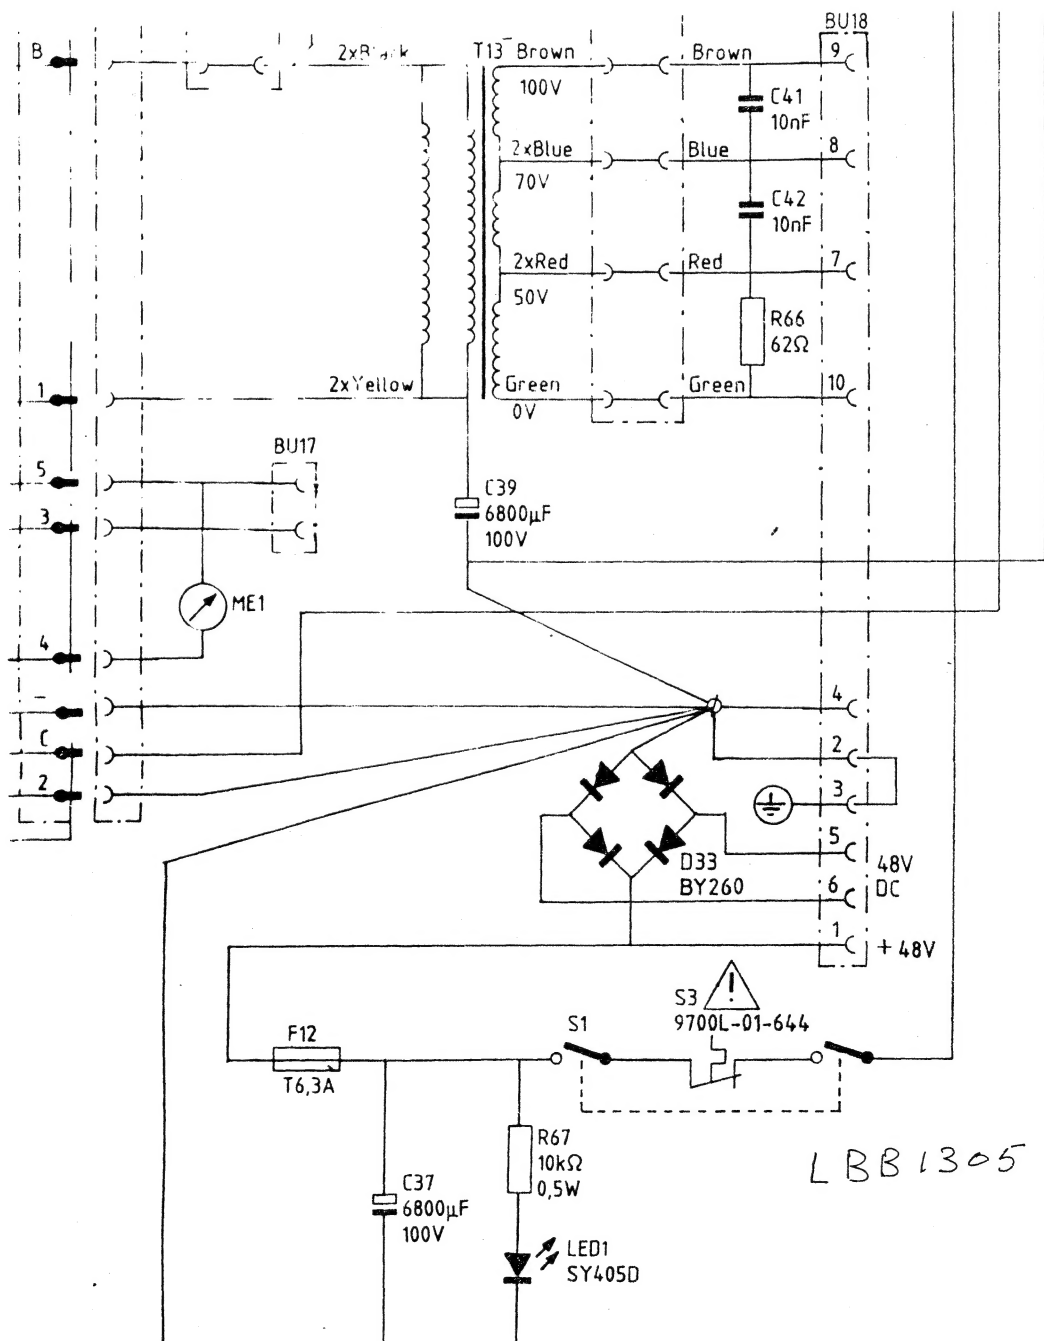 BU18
B
2xBlack
T13 Brown
Brown
9
100V
C41
10nF
2xBlue
Blue
8
70V
C42
10nF
2xRed
Red
7
50V
R66
62Ω
1
2xYellow
Green
Green
10
0V
BU17
5
C39
6800µF
100V
3
ME1
4
4
C
2
2
3
5
D33
BY260
48V
DC
6
1
+48V
S3
9700L-01-644
S1
F12
T6,3A
R67
10kΩ
0,5W
LBB1305
C37
6800µF
100V
LED1
SY405D